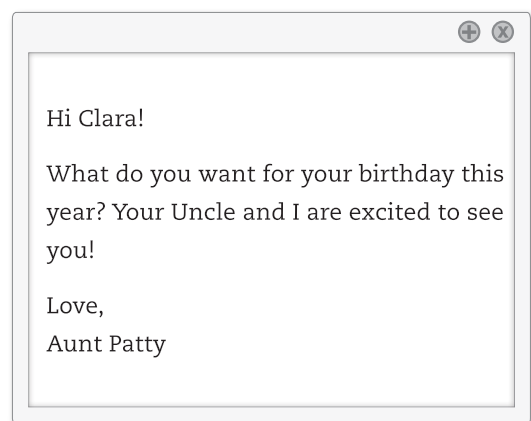 Hi Clara!
What do you want for your birthday this
year? Your Uncle and I are excited to see
you!
Love,
Aunt Patty